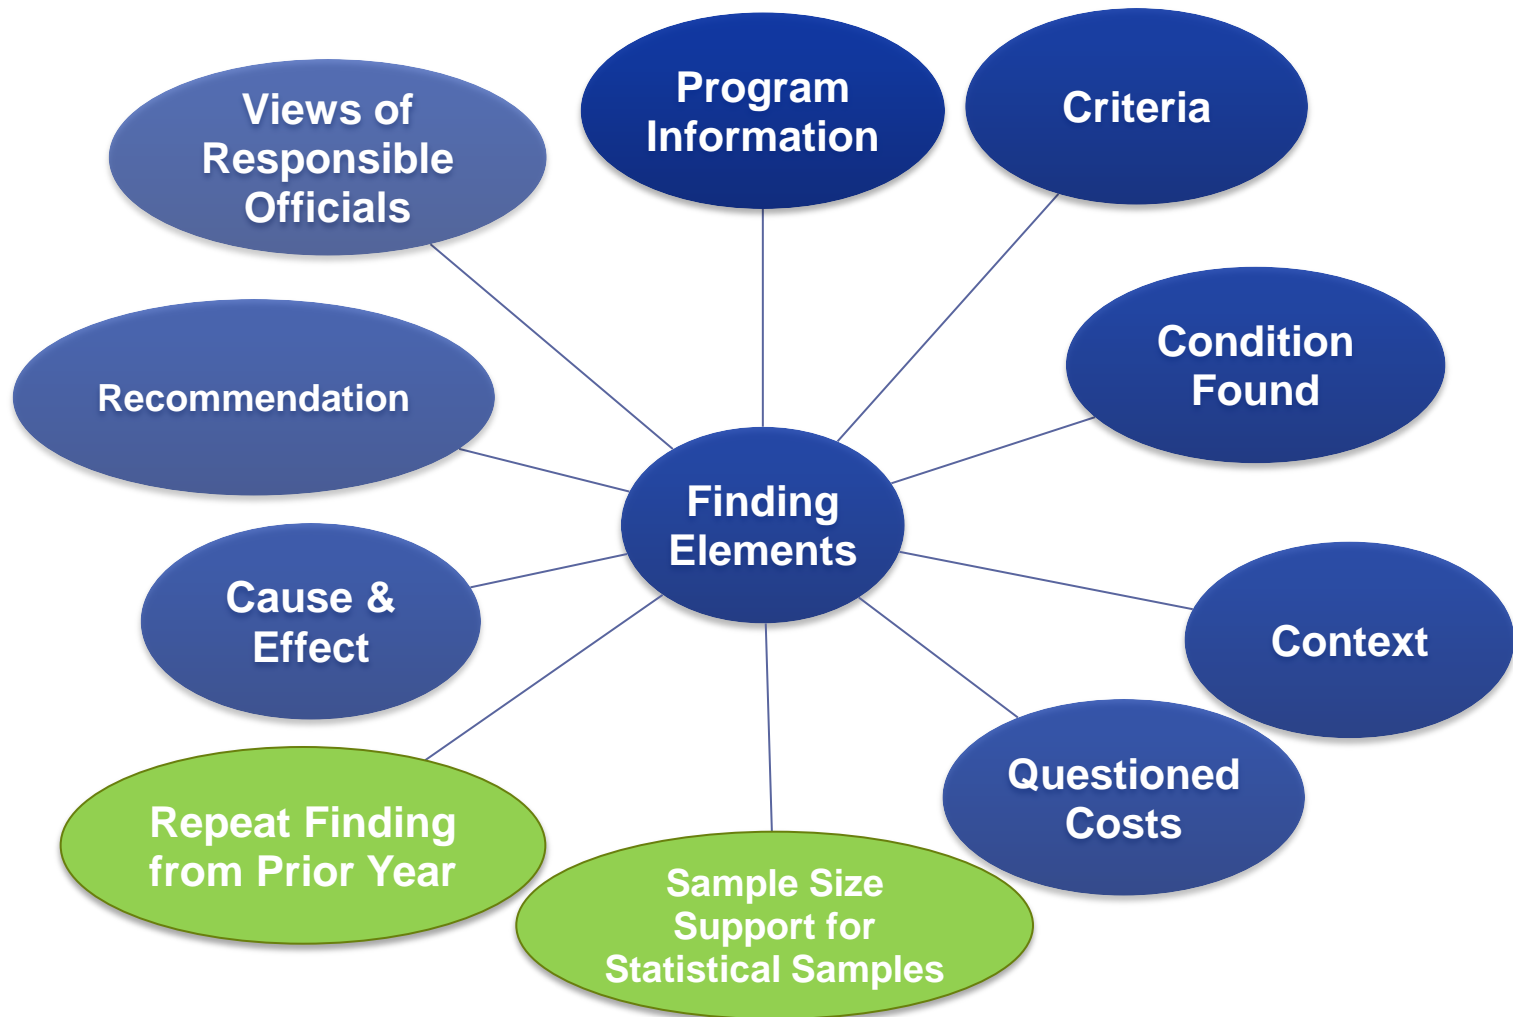 Program
Information
Criteria
Condition
Found
Context
Questioned
Costs
Sample Size
Support for
Statistical Samples
Repeat Finding
from Prior Year
Cause &
Effect
Recommendation
Views of
Responsible
Officials
Finding
Elements